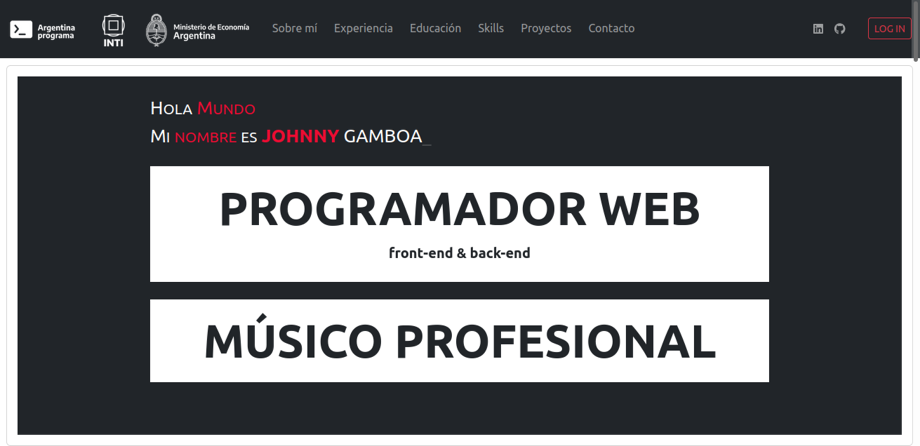 Argentina
programa
INTI
Ministerio de Economía
Argentina
Sobre mí
Experiencia
Educación
Skills
Proyectos
Contacto
in
LOG IN
Hola Mundo
Mi nombre es JOHNNY GAMBOA_
PROGRAMADOR WEB
front-end & back-end
MÚSICO PROFESIONAL